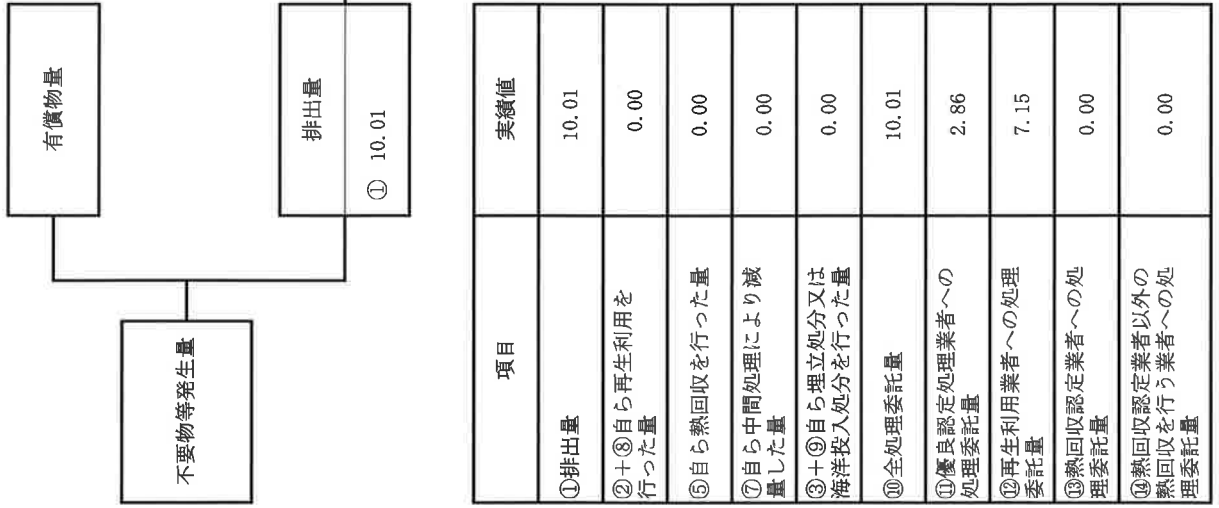 有償物量
不要物等発生量
排出量
① 10.01
項目
実績値
①排出量
10.01
②+⑧自ら再生利用を
行った量
0.00
⑤自ら熱回収を行った量
0.00
⑦自ら中間処理により減
量した量
0.00
③+⑨自ら埋立処分又は
海洋投入処分を行った量
0.00
⑩全処理委託量
10.01
⑪優良認定処理業者への
処理委託量
2.86
⑫再生利用業者への処理
委託量
7.15
⑬熱回収認定業者への処
理委託量
0.00
⑭熱回収認定業者以外の
熱回収を行う業者への処
理委託量
0.00